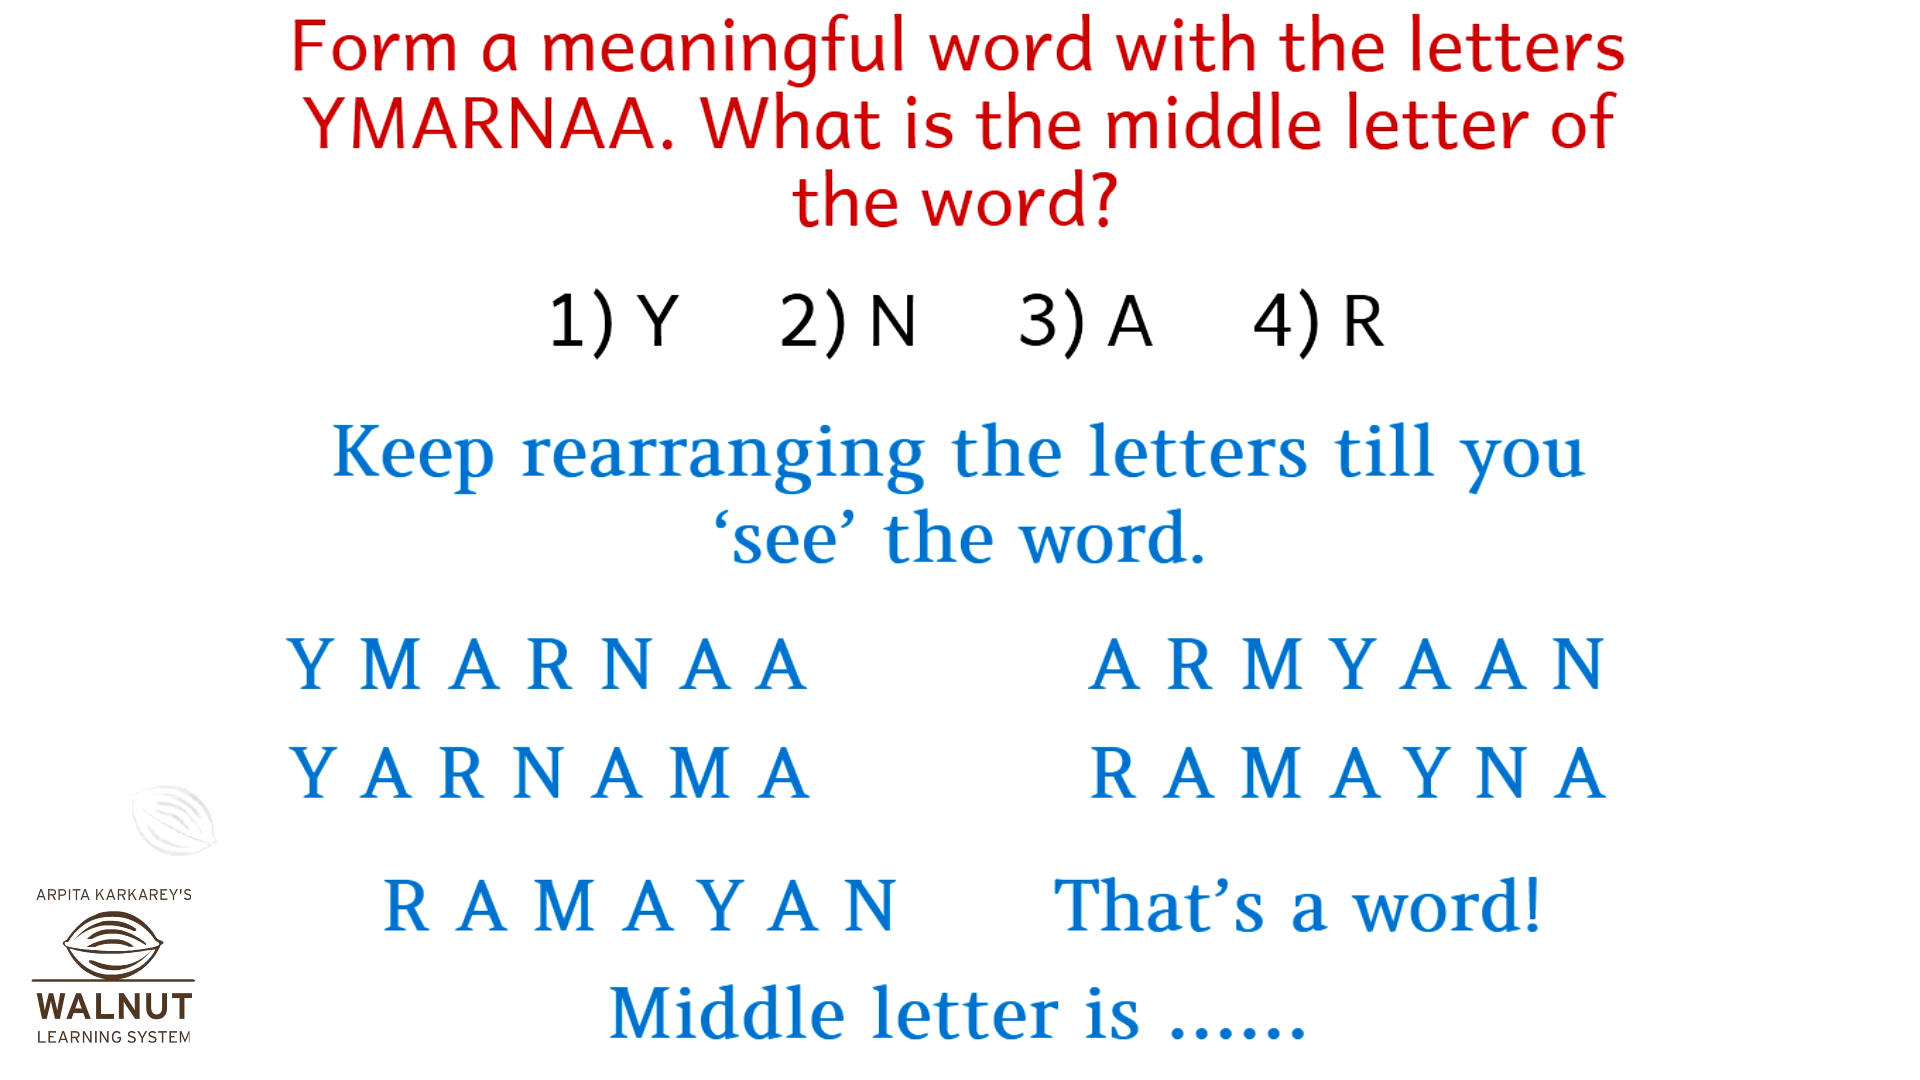 Form a meaningful word with the letters
YMARNAA. What is the middle letter of
the word?
1) Y 2) N 3) A 4) R
Keep rearranging the letters till you
‘see’ the word.
Y M A R N A A A R M Y A A N
Y A R N A M A R A M A Y N A
R A M A Y A N That’s a word!
Middle letter is ......
ARPITA KARKAREY'S
WALNUT
LEARNING SYSTEM